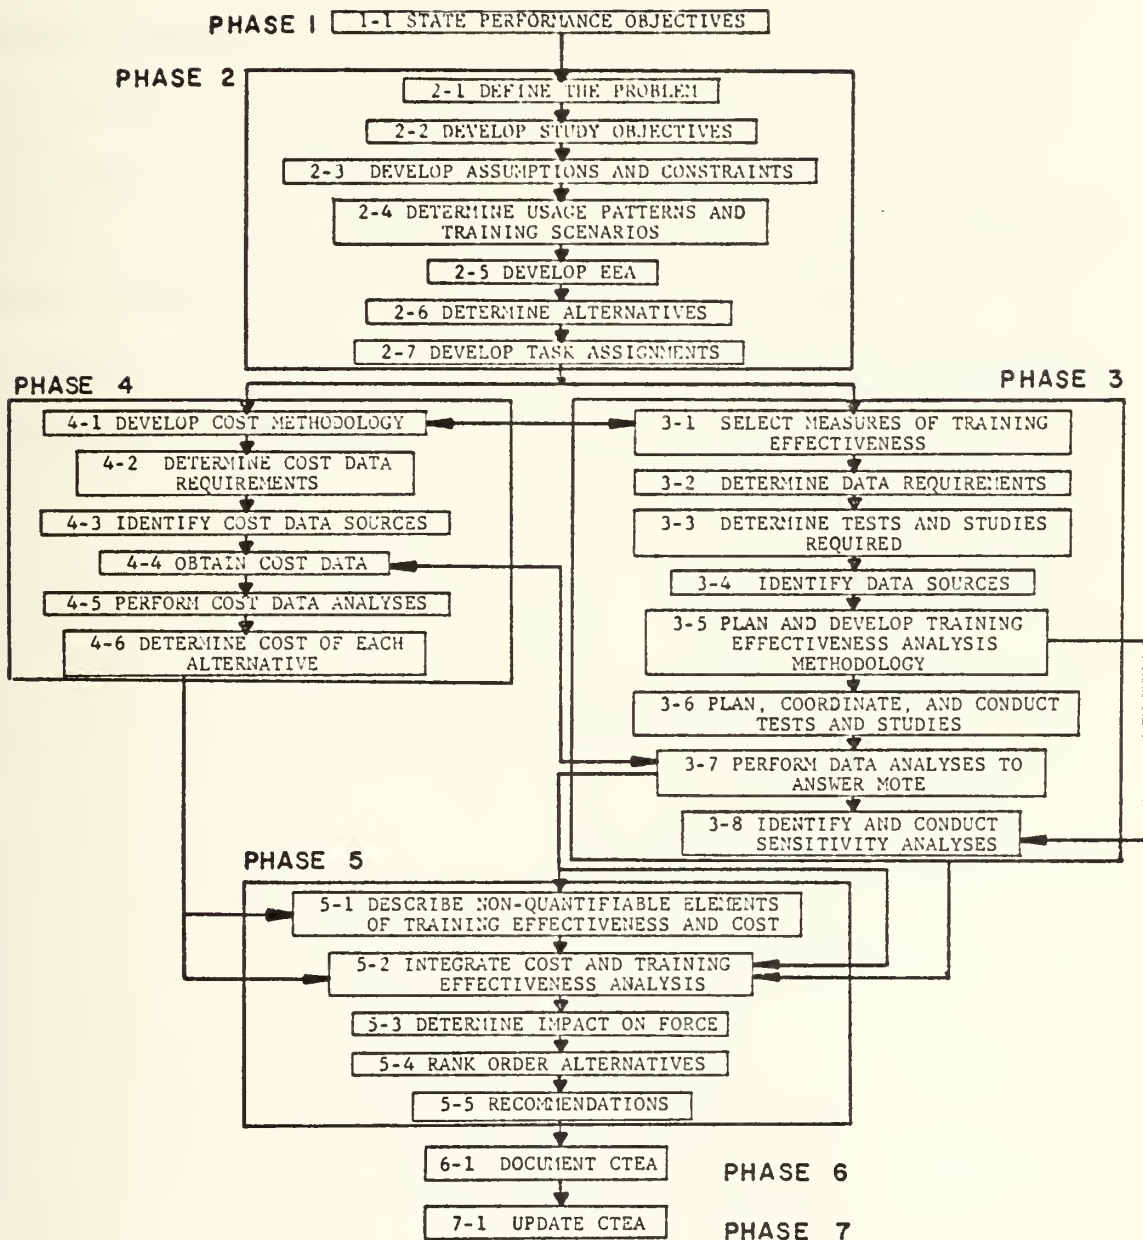 PHASE 1
1-1 STATE PERFORMANCE OBJECTIVES
PHASE 2
2-1 DEFINE THE PROBLEM
2-2 DEVELOP STUDY OBJECTIVES
2-3 DEVELOP ASSUMPTIONS AND CONSTRAINTS
2-4 DETERMINE USAGE PATTERNS AND
TRAINING SCENARIOS
2-5 DEVELOP EEA
2-6 DETERMINE ALTERNATIVES
2-7 DEVELOP TASK ASSIGNMENTS
PHASE 4
4-1 DEVELOP COST METHODOLOGY
4-2 DETERMINE COST DATA
REQUIREMENTS
4-3 IDENTIFY COST DATA SOURCES
4-4 OBTAIN COST DATA
4-5 PERFORM COST DATA ANALYSES
4-6 DETERMINE COST OF EACH
ALTERNATIVE
PHASE 3
3-1 SELECT MEASURES OF TRAINING
EFFECTIVENESS
3-2 DETERMINE DATA REQUIREMENTS
3-3 DETERMINE TESTS AND STUDIES
REQUIRED
3-4 IDENTIFY DATA SOURCES
3-5 PLAN AND DEVELOP TRAINING
EFFECTIVENESS ANALYSIS
METHODOLOGY
3-6 PLAN, COORDINATE, AND CONDUCT
TESTS AND STUDIES
3-7 PERFORM DATA ANALYSES TO
ANSWER MOTE
3-8 IDENTIFY AND CONDUCT
SENSITIVITY ANALYSES
PHASE 5
5-1 DESCRIBE NON-QUANTIFIABLE ELEMENTS
OF TRAINING EFFECTIVENESS AND COST
5-2 INTEGRATE COST AND TRAINING
EFFECTIVENESS ANALYSIS
5-3 DETERMINE IMPACT ON FORCE
5-4 RANK ORDER ALTERNATIVES
5-5 RECOMMENDATIONS
6-1 DOCUMENT CTEA
PHASE 6
7-1 UPDATE CTEA
PHASE 7